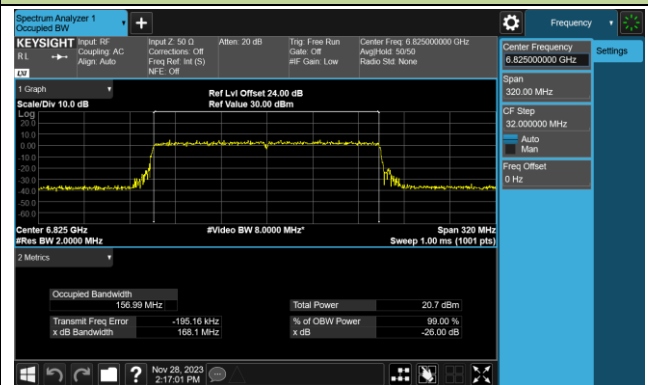 Spectrum Analyzer 1
Occupied BW
+
Frequency
KEYSIGHT
RL
LXI
Input: RF
Coupling: AC
Align: Auto
Input Z: 50 Ω
Corrections: Off
Freq Ref: Int (S)
NFE: Off
Atten: 20 dB
Trig: Free Run
Gate: Off
#IF Gain: Low
Center Freq: 6.825000000 GHz
Avg|Hold: 50/50
Radio Std: None
Center Frequency
6.825000000 GHz
Settings
Span
320.00 MHz
CF Step
32.000000 MHz
Auto
Man
Freq Offset
0 Hz
1 Graph
Scale/Div 10.0 dB
Ref Lvl Offset 24.00 dB
Ref Value 30.00 dBm
Log
20.0
10.0
0.00
-10.0
-20.0
-30.0
-40.0
-50.0
-60.0
Center 6.825 GHz
#Res BW 2.0000 MHz
#Video BW 8.0000 MHz*
Span 320 MHz
Sweep 1.00 ms (1001 pts)
2 Metrics
Occupied Bandwidth
156.99 MHz
Total Power 20.7 dBm
Transmit Freq Error -195.16 kHz
% of OBW Power 99.00 %
x dB Bandwidth 168.1 MHz
x dB -26.00 dB
?
Nov 28, 2023
2:17:01 PM